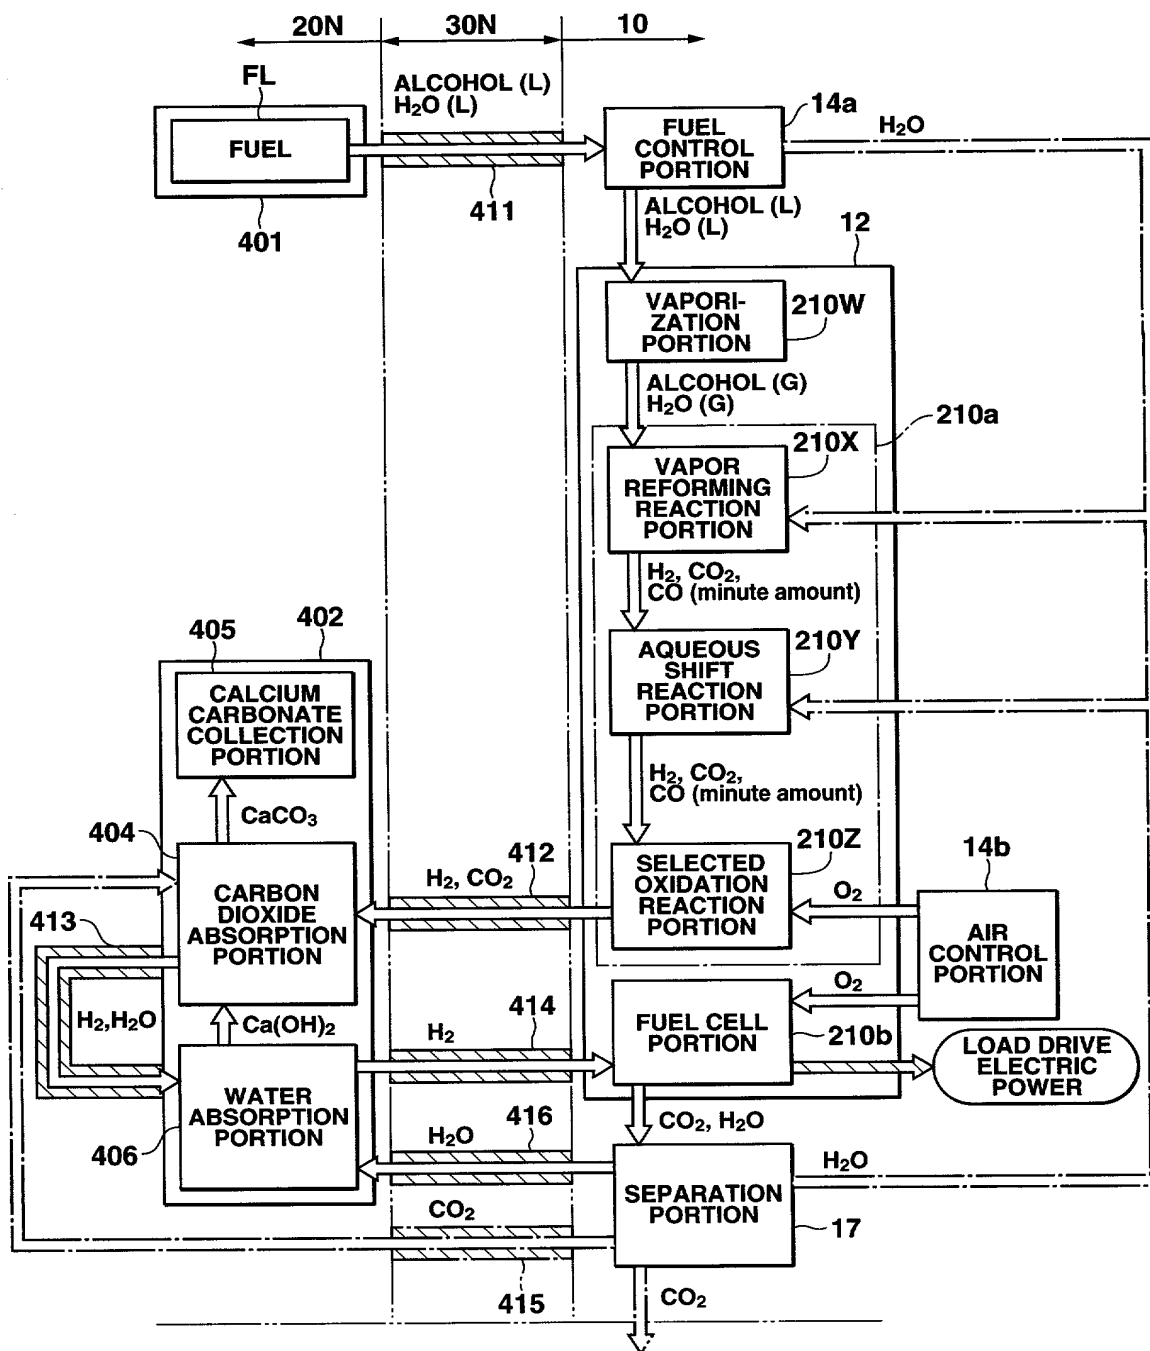 20N
30N
10
FL
ALCOHOL (L)
H₂O (L)
14a
FUEL
FUEL
CONTROL
PORTION
H₂O
411
401
ALCOHOL (L)
H₂O (L)
12
VAPORI-
ZATION
PORTION
210W
ALCOHOL (G)
H₂O (G)
210a
210X
VAPOR
REFORMING
REACTION
PORTION
H₂, CO₂,
CO (minute amount)
405
402
210Y
AQUEOUS
SHIFT
REACTION
PORTION
CALCIUM
CARBONATE
COLLECTION
PORTION
H₂, CO₂,
CO (minute amount)
CaCO₃
404
412
210Z
14b
H₂, CO₂
SELECTED
OXIDATION
REACTION
PORTION
O₂
CARBON
DIOXIDE
ABSORPTION
PORTION
413
AIR
CONTROL
PORTION
O₂
H₂,H₂O
Ca(OH)₂
H₂
414
FUEL CELL
PORTION
210b
LOAD DRIVE
ELECTRIC
POWER
WATER
ABSORPTION
PORTION
406
CO₂, H₂O
H₂O
416
H₂O
SEPARATION
PORTION
CO₂
17
415
CO₂